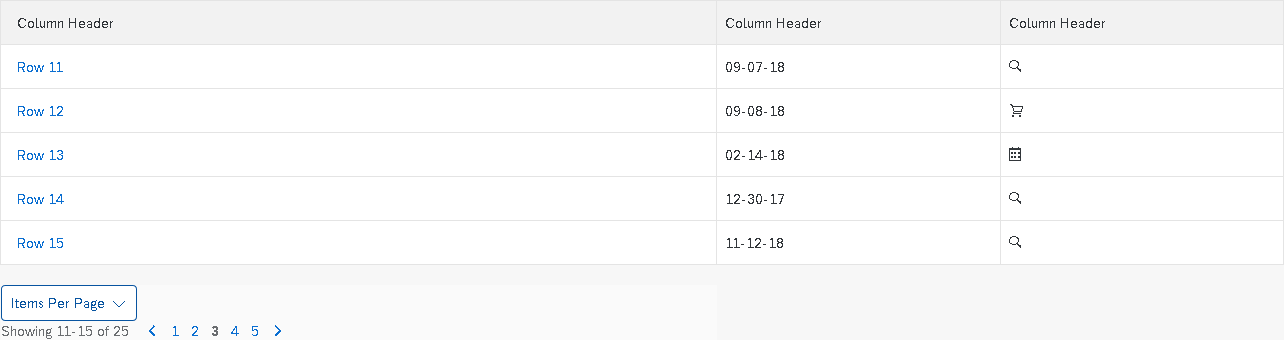 Column Header Column Header Column Header
Row 11 09-07-18
Row 12 09-08-18
Row 13 02-14-18
Row 14 12-30-17
Row 15 11-12-18
Items Per Page
Showing 11-15 of 25 1 2 3 4 5